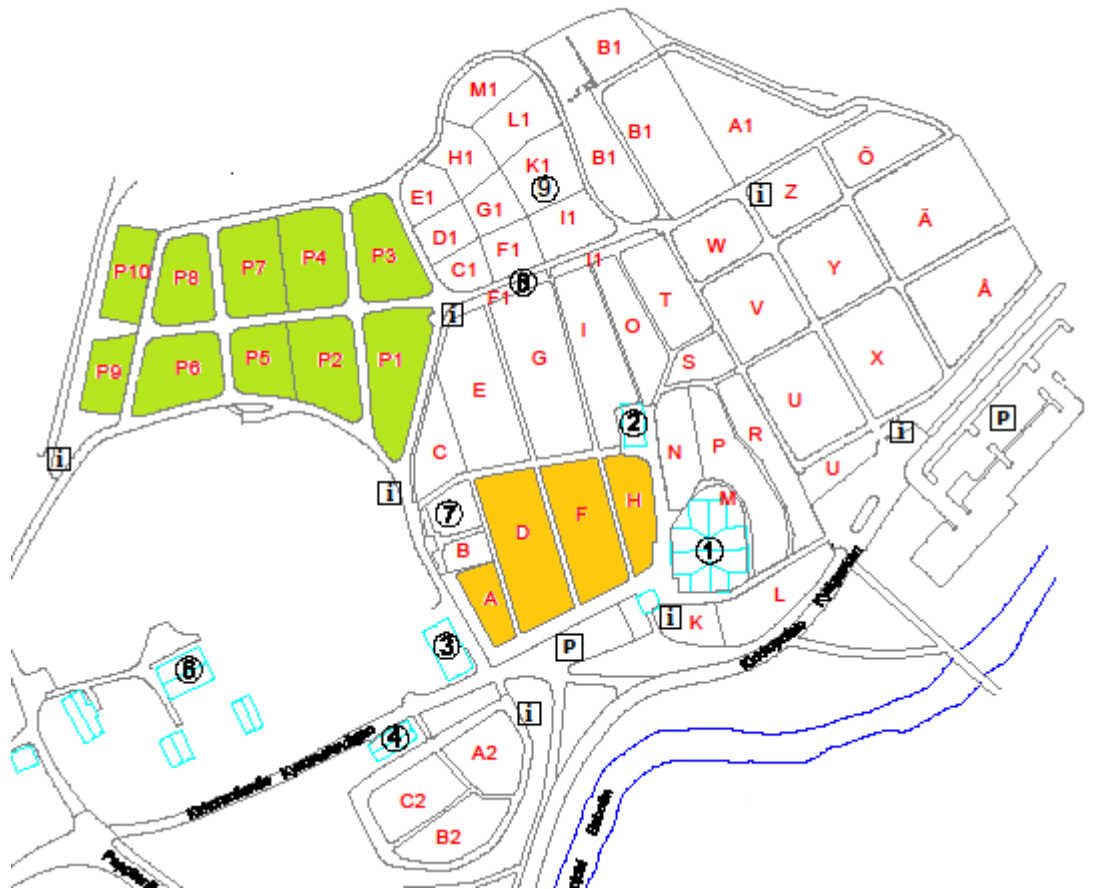 B1
M1
L1
B1
A1
H1
K1
B1
Ö
9
Z
i
E1
G1
I1
Ä
D1
F1
W
P3
P4
P7
P8
P10
C1
I1
Y
8
F1
T
Å
i
O
V
I
G
P1
P2
P5
P6
P9
S
X
E
U
2
P
i
R
P
N
C
i
U
i
H
M
7
D
F
B
1
A
L
i
K
3
P
6
i
4
A2
C2
B2